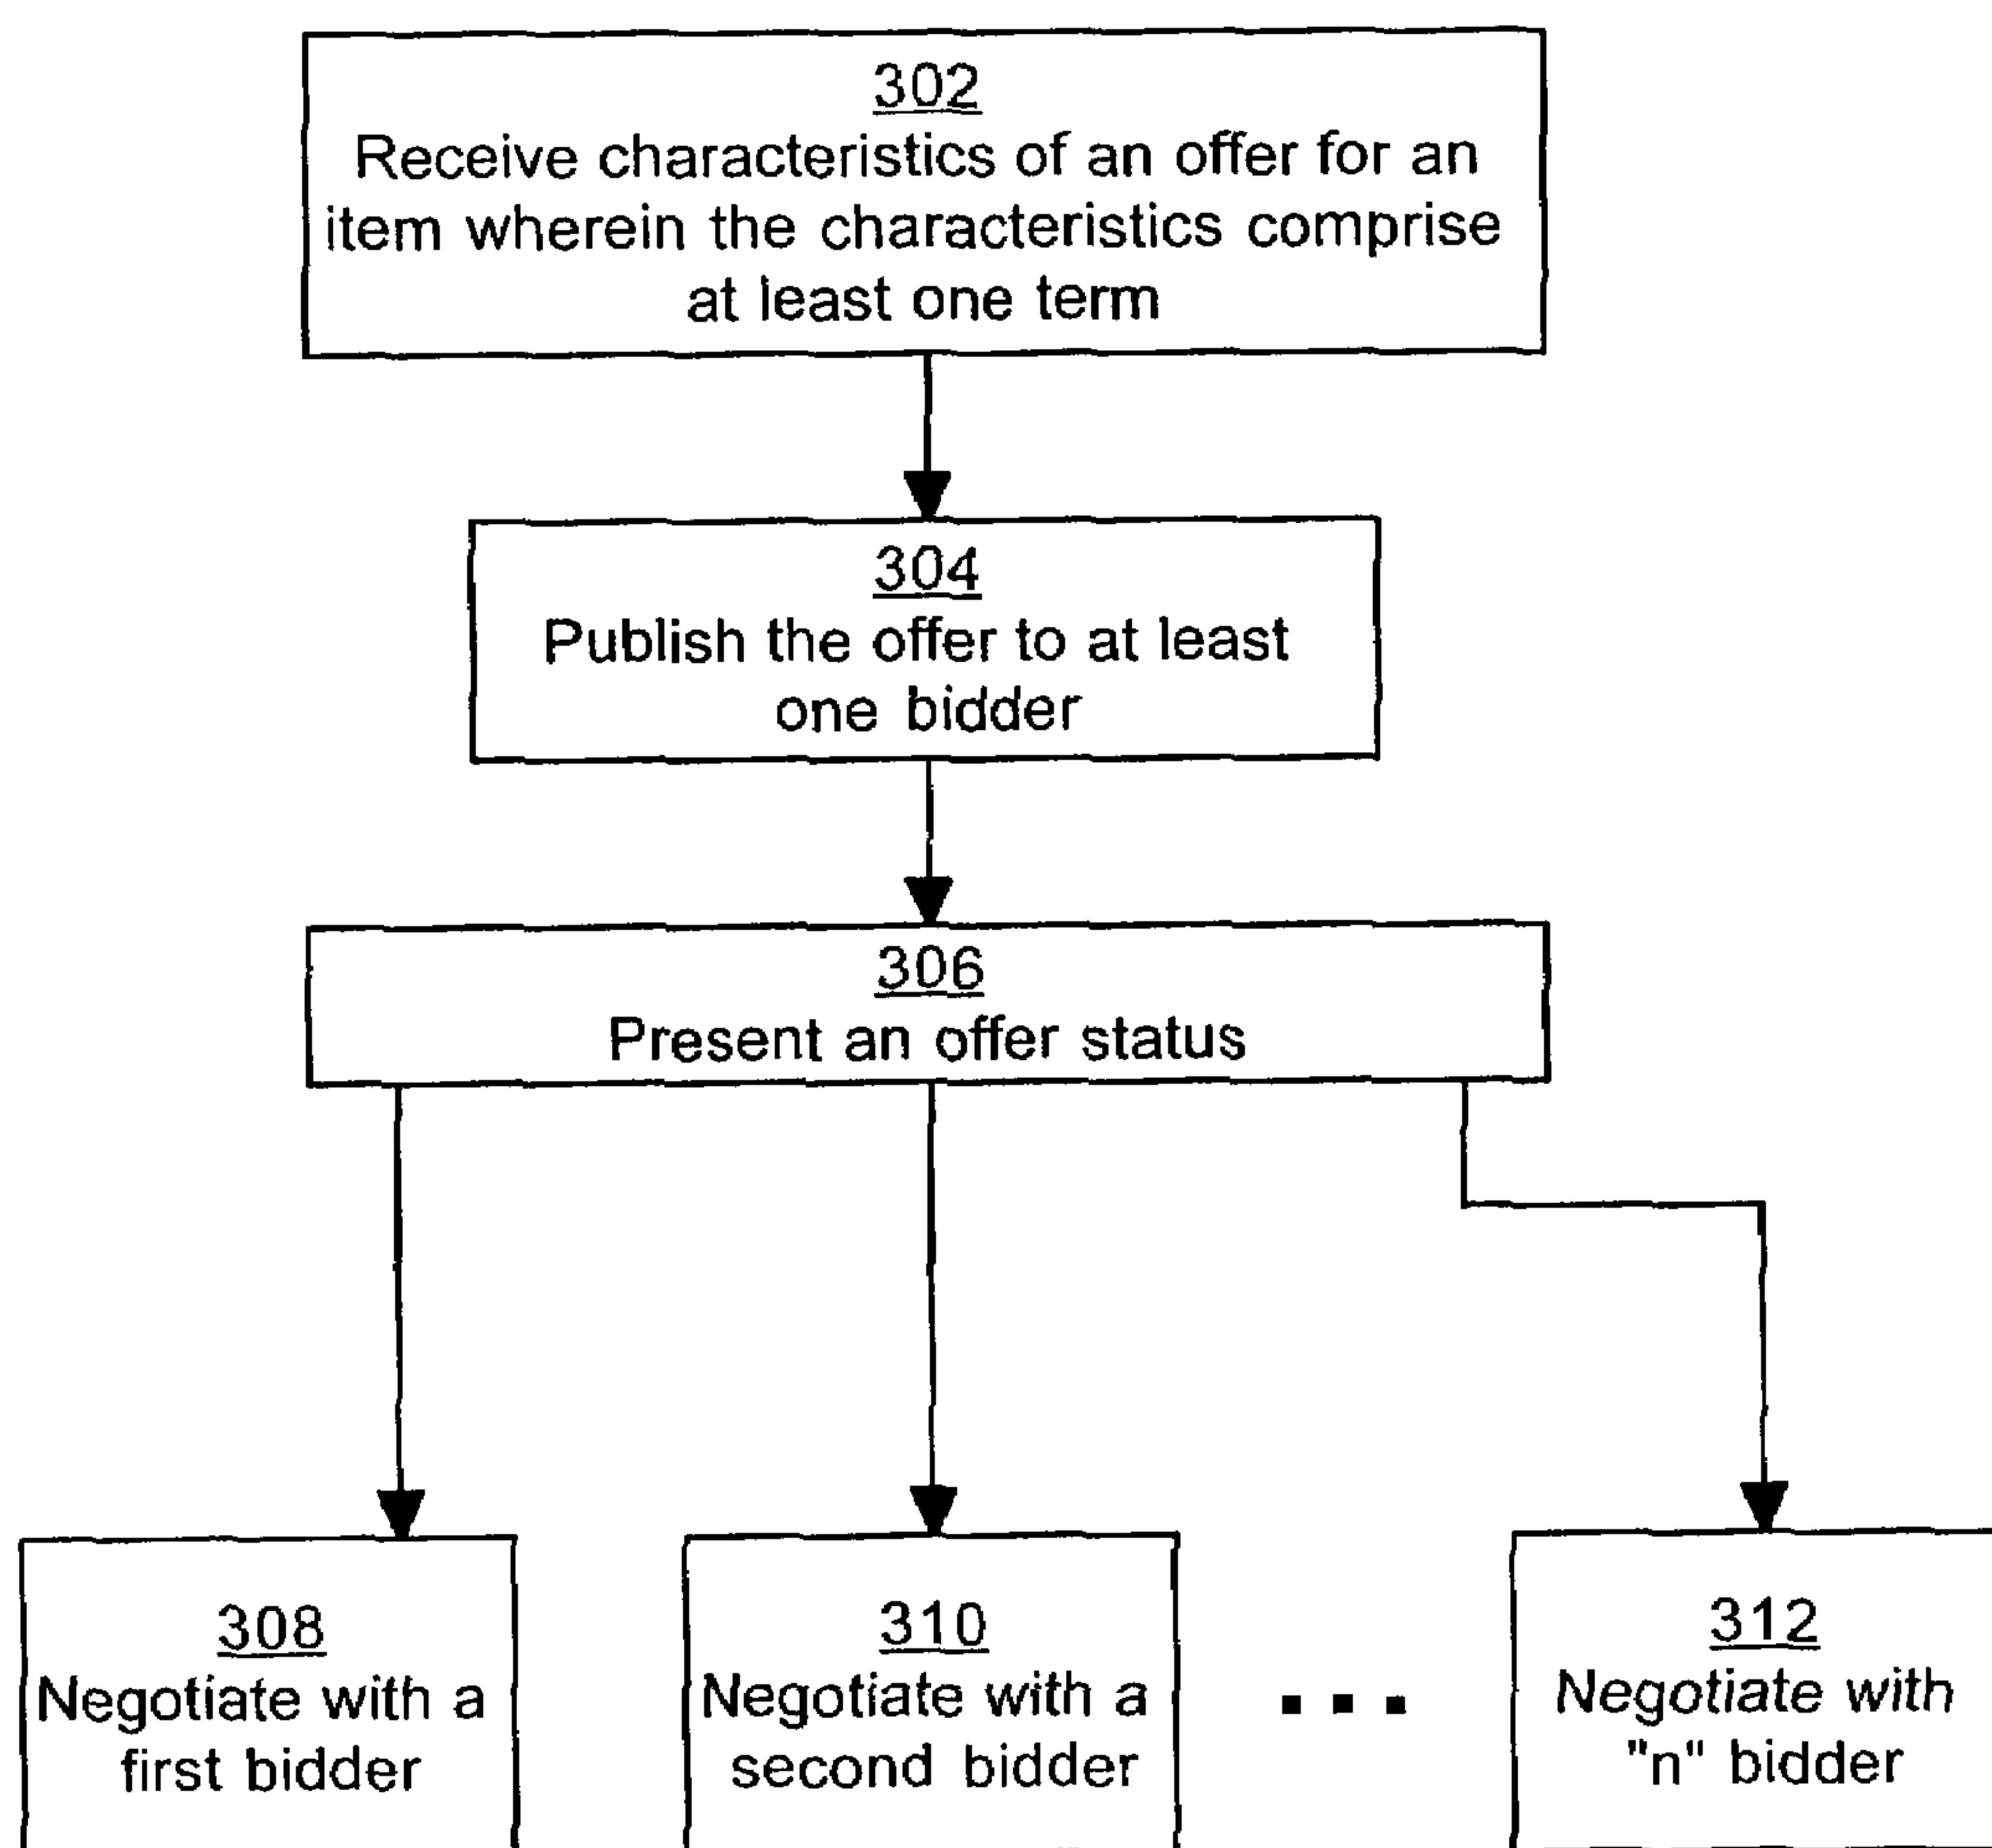 302
Receive characteristics of an offer for an
item wherein the characteristics comprise
at least one term
304
Publish the offer to at least
one bidder
306
Present an offer status
308
Negotiate with a
first bidder
310
Negotiate with a
second bidder
...
312
Negotiate with
"n" bidder